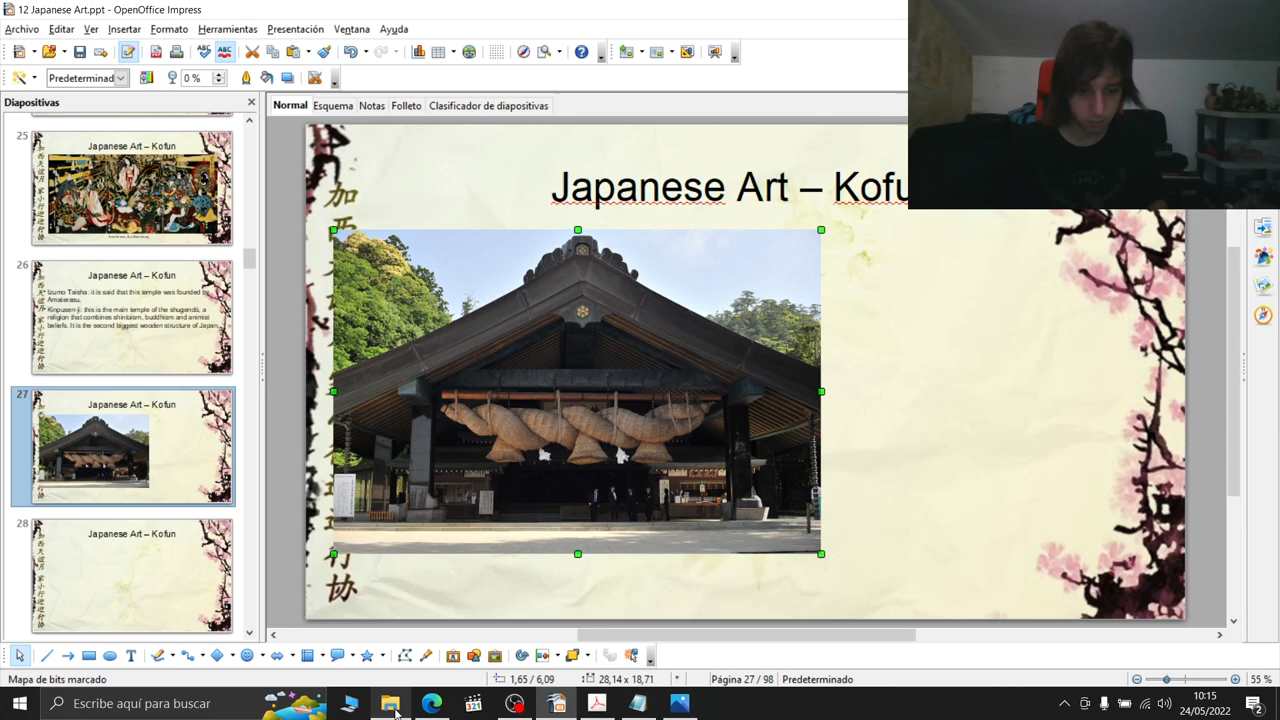 12 Japanese Art.ppt - OpenOffice Impress
Archivo Editar Ver Insertar Formato Herramientas Presentación Ventana Ayuda
Predeterminad 0 %
Diapositivas
Normal Esquema Notas Folleto Clasificador de diapositivas
25
Japanese Art – Kofun
26
Japanese Art – Kofun
Izumo Taisha: it is said that this temple was founded by
Amaterasu.
Kinpusen-ji: this is the main temple of the shugendō, a
religion that combines shintoism, buddhism and animist
beliefs. It is the second biggest wooden structure of Japan.
27
Japanese Art – Kofun
28
Japanese Art – Kofun
Japanese Art – Kofu
加
协
Mapa de bits marcado 1,65 / 6,09 28,14 x 18,71 * Página 27 / 98 Predeterminado 55 %
Escribe aquí para buscar
321
10:15
24/05/2022
2